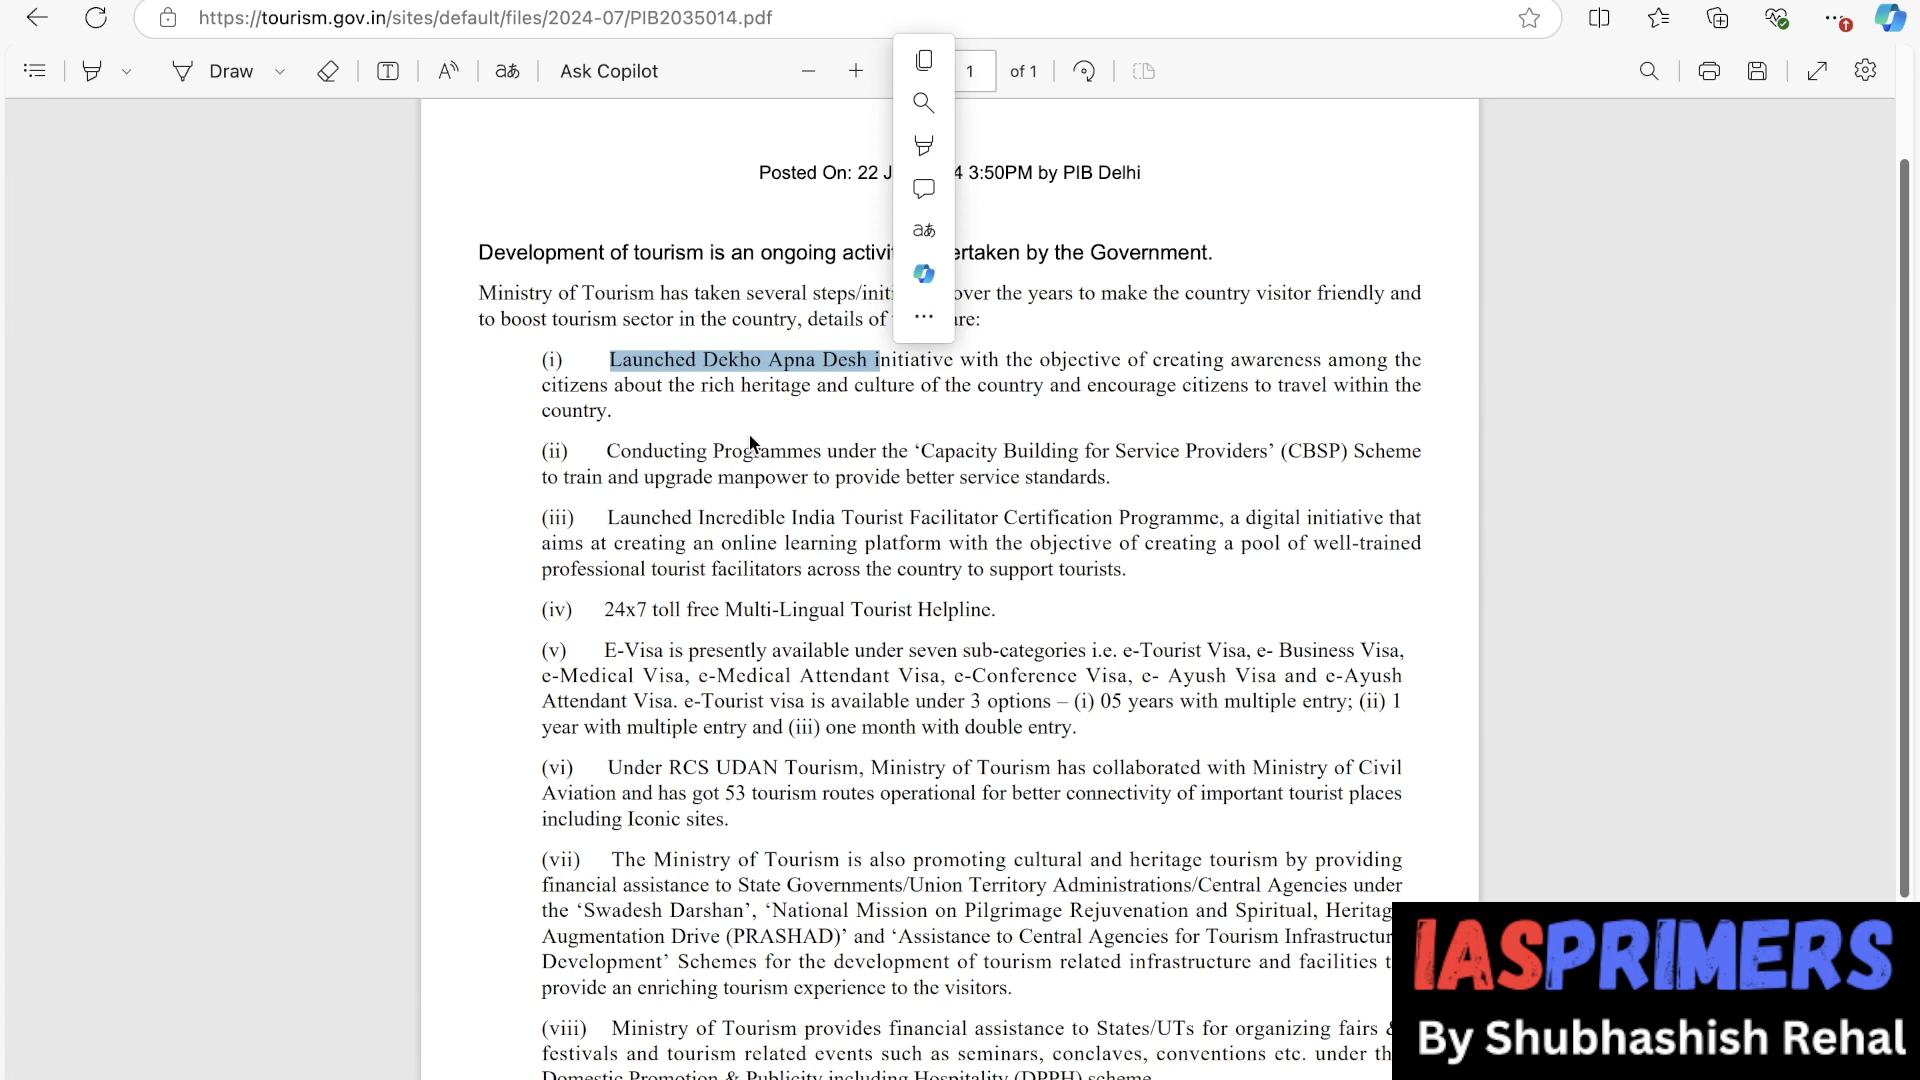 https://tourism.gov.in/sites/default/files/2024-07/PIB2035014.pdf
Draw
aあ
Ask Copilot
1
of 1
Posted On: 22 J 4 3:50PM by PIB Delhi
Development of tourism is an ongoing activi ertaken by the Government.
Ministry of Tourism has taken several steps/init over the years to make the country visitor friendly and
to boost tourism sector in the country, details of are:
(i) Launched Dekho Apna Desh initiative with the objective of creating awareness among the
citizens about the rich heritage and culture of the country and encourage citizens to travel within the
country.
(ii) Conducting Programmes under the ‘Capacity Building for Service Providers’ (CBSP) Scheme
to train and upgrade manpower to provide better service standards.
(iii) Launched Incredible India Tourist Facilitator Certification Programme, a digital initiative that
aims at creating an online learning platform with the objective of creating a pool of well-trained
professional tourist facilitators across the country to support tourists.
(iv) 24x7 toll free Multi-Lingual Tourist Helpline.
(v) E-Visa is presently available under seven sub-categories i.e. e-Tourist Visa, e- Business Visa,
e-Medical Visa, e-Medical Attendant Visa, e-Conference Visa, e- Ayush Visa and e-Ayush
Attendant Visa. e-Tourist visa is available under 3 options – (i) 05 years with multiple entry; (ii) 1
year with multiple entry and (iii) one month with double entry.
(vi) Under RCS UDAN Tourism, Ministry of Tourism has collaborated with Ministry of Civil
Aviation and has got 53 tourism routes operational for better connectivity of important tourist places
including Iconic sites.
(vii) The Ministry of Tourism is also promoting cultural and heritage tourism by providing
financial assistance to State Governments/Union Territory Administrations/Central Agencies under
the ‘Swadesh Darshan’, ‘National Mission on Pilgrimage Rejuvenation and Spiritual, Heritag
Augmentation Drive (PRASHAD)’ and ‘Assistance to Central Agencies for Tourism Infrastructur
Development’ Schemes for the development of tourism related infrastructure and facilities t
provide an enriching tourism experience to the visitors.
(viii) Ministry of Tourism provides financial assistance to States/UTs for organizing fairs &
festivals and tourism related events such as seminars, conclaves, conventions etc. under th
Domestic Promotion & Publicity including Hospitality (DPPH) scheme
aあ
IASPRIMERS
By Shubhashish Rehal